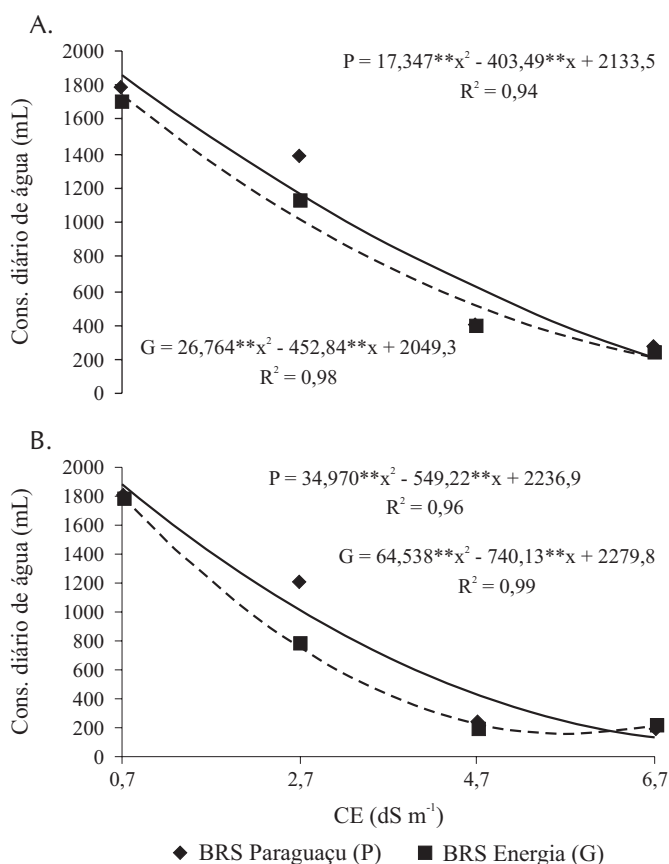 A.
2000
1800
1600
1400
1200
1000
800
600
400
200
0
Cons. diário de água (mL)
P = 17,347**x² - 403,49**x + 2133,5
R² = 0,94
G = 26,764**x² - 452,84**x + 2049,3
R² = 0,98
B.
2000
1800
1600
1400
1200
1000
800
600
400
200
0
Cons. diário de água (mL)
P = 34,970**x² - 549,22**x + 2236,9
R² = 0,96
G = 64,538**x² - 740,13**x + 2279,8
R² = 0,99
0,7 2,7 4,7 6,7
CE (dS m⁻¹)
BRS Paraguaçu (P) BRS Energia (G)